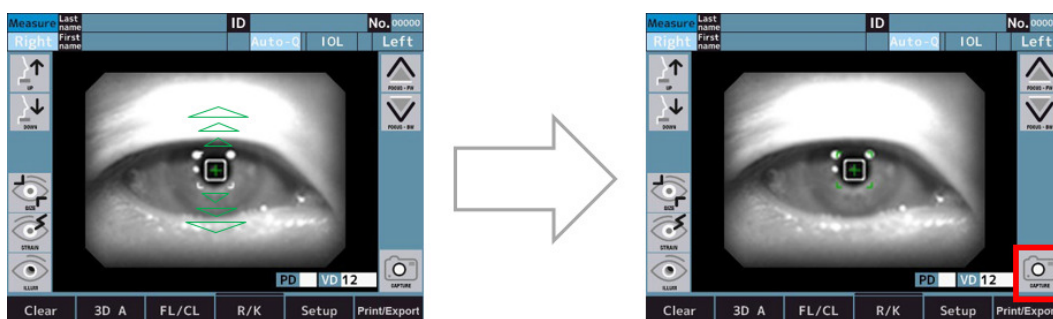 Measure Last name ID No. 00000
Right First name Auto-Q IOL Left
UP
FOCUS - FW
DOWN
FOCUS - BW
SIZE
STRAIN
ILLUM
CAPTURE
PD VD 12
Clear 3D A FL/CL R/K Setup Print/Export
Measure Last name ID No. 0000
Right First name Auto-Q IOL Left
UP
FOCUS - FW
DOWN
FOCUS - BW
SIZE
STRAIN
ILLUM
CAPTURE
PD VD 12
Clear 3D A FL/CL R/K Setup Print/Expor